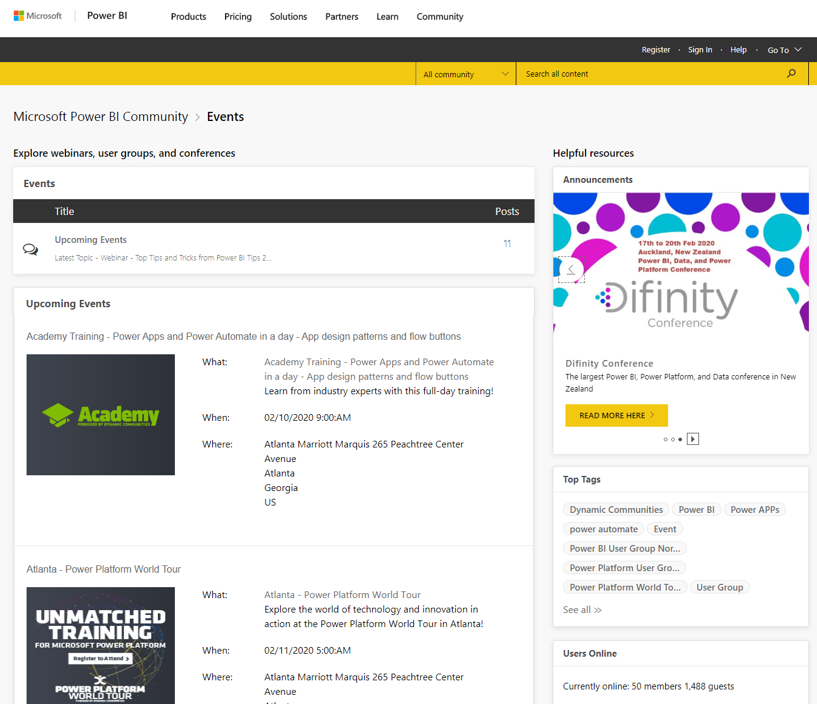 Microsoft
Power BI
Products
Pricing
Solutions
Partners
Learn
Community
Register · Sign In · Help · Go To
All community
Search all content
Microsoft Power BI Community > Events
Explore webinars, user groups, and conferences
Events
Title
Posts
Upcoming Events
11
Latest Topic - Webinar - Top Tips and Tricks from Power BI Tips 2...
Upcoming Events
Academy Training - Power Apps and Power Automate in a day - App design patterns and flow buttons
Academy
POWERED BY DYNAMIC COMMUNITIES
What:
Academy Training - Power Apps and Power Automate
in a day - App design patterns and flow buttons
Learn from industry experts with this full-day training!
When:
02/10/2020 9:00AM
Where:
Atlanta Marriott Marquis 265 Peachtree Center
Avenue
Atlanta
Georgia
US
Atlanta - Power Platform World Tour
UNMATCHED
TRAINING
FOR MICROSOFT POWER PLATFORM
Register to Attend >
POWER PLATFORM
WORLD TOUR
What:
Atlanta - Power Platform World Tour
Explore the world of technology and innovation in
action at the Power Platform World Tour in Atlanta!
When:
02/11/2020 5:00AM
Where:
Atlanta Marriott Marquis 265 Peachtree Center
Avenue
Helpful resources
Announcements
17th to 20th Feb 2020
Auckland, New Zealand
Power BI, Data, and Power
Platform Conference
Difinity
Conference
Difinity Conference
The largest Power BI, Power Platform, and Data conference in New
Zealand
READ MORE HERE >
Top Tags
Dynamic Communities
Power BI
Power APPs
power automate
Event
Power BI User Group Nor...
Power Platform User Gro...
Power Platform World To...
User Group
See all >>
Users Online
Currently online: 50 members 1,488 guests